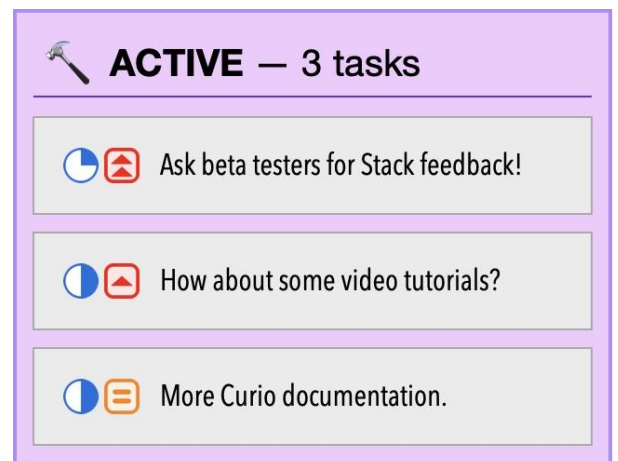 ACTIVE — 3 tasks
Ask beta testers for Stack feedback!
How about some video tutorials?
More Curio documentation.